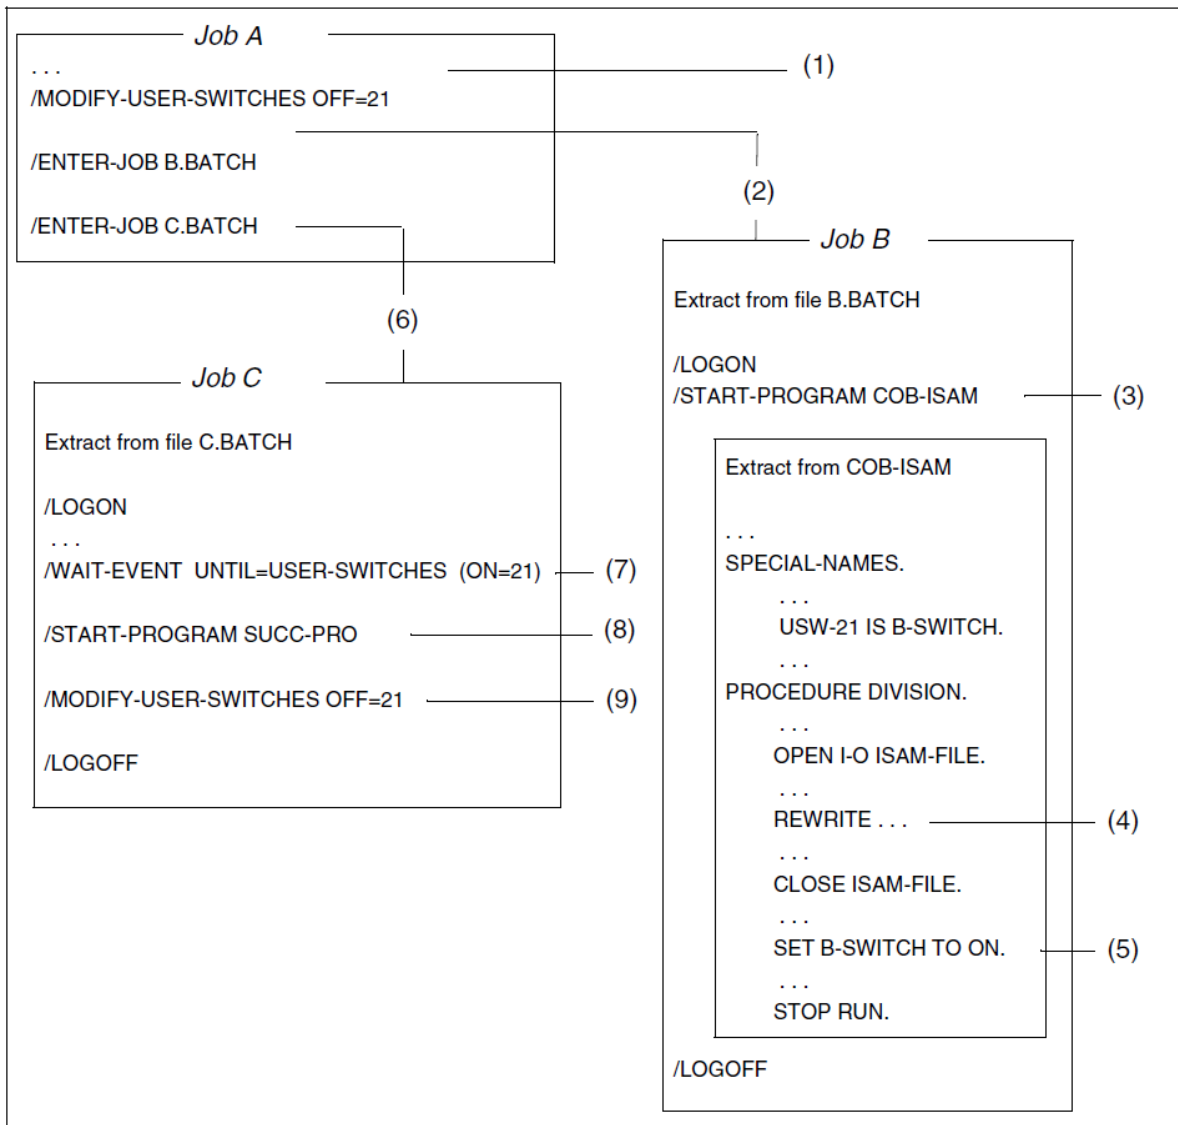 Job A
. . .
(1)
/MODIFY-USER-SWITCHES OFF=21
/ENTER-JOB B.BATCH
(2)
/ENTER-JOB C.BATCH
(6)
Job B
Extract from file B.BATCH
/LOGON
/START-PROGRAM COB-ISAM
(3)
Extract from COB-ISAM
. . .
SPECIAL-NAMES.
. . .
USW-21 IS B-SWITCH.
. . .
PROCEDURE DIVISION.
. . .
OPEN I-O ISAM-FILE.
. . .
REWRITE . . .
(4)
. . .
CLOSE ISAM-FILE.
. . .
SET B-SWITCH TO ON.
(5)
. . .
STOP RUN.
/LOGOFF
Job C
Extract from file C.BATCH
/LOGON
. . .
/WAIT-EVENT  UNTIL=USER-SWITCHES  (ON=21)
(7)
/START-PROGRAM SUCC-PRO
(8)
/MODIFY-USER-SWITCHES OFF=21
(9)
/LOGOFF